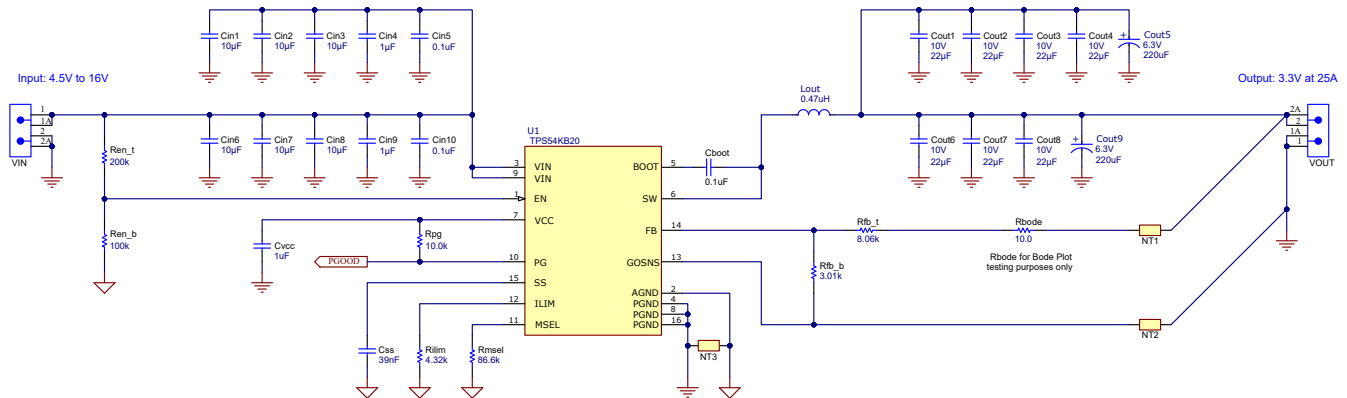 Cin1
10µF
Cin2
10µF
Cin3
10µF
Cin4
1µF
Cin5
0.1uF
Cout1
10V
22µF
Cout2
10V
22µF
Cout3
10V
22µF
Cout4
10V
22µF
Cout5
6.3V
220uF
Input: 4.5V to 16V
Output: 3.3V at 25A
Lout
0.47uH
1
1A
2
2A
VIN
Ren_t
200k
Cin6
10µF
Cin7
10µF
Cin8
10µF
Cin9
1µF
Cin10
0.1uF
Cout6
10V
22µF
Cout7
10V
22µF
Cout8
10V
22µF
Cout9
6.3V
220uF
2A
2
1A
1
VOUT
U1
TPS54KB20
3 VIN
9 VIN
1 EN
7 VCC
10 PG
15 SS
12 ILIM
11 MSEL
BOOT 5
SW 6
FB 14
GOSNS 13
AGND 2
PGND 4
PGND 8
PGND 16
Cboot
0.1uF
Ren_b
100k
Cvcc
1uF
Rpg
10.0k
PGOOD
Rfb_t
8.06k
Rbode
10.0
NT1
Rbode for Bode Plot
testing purposes only
Rfb_b
3.01k
NT2
NT3
Css
39nF
Rilim
4.32k
Rmsel
86.6k